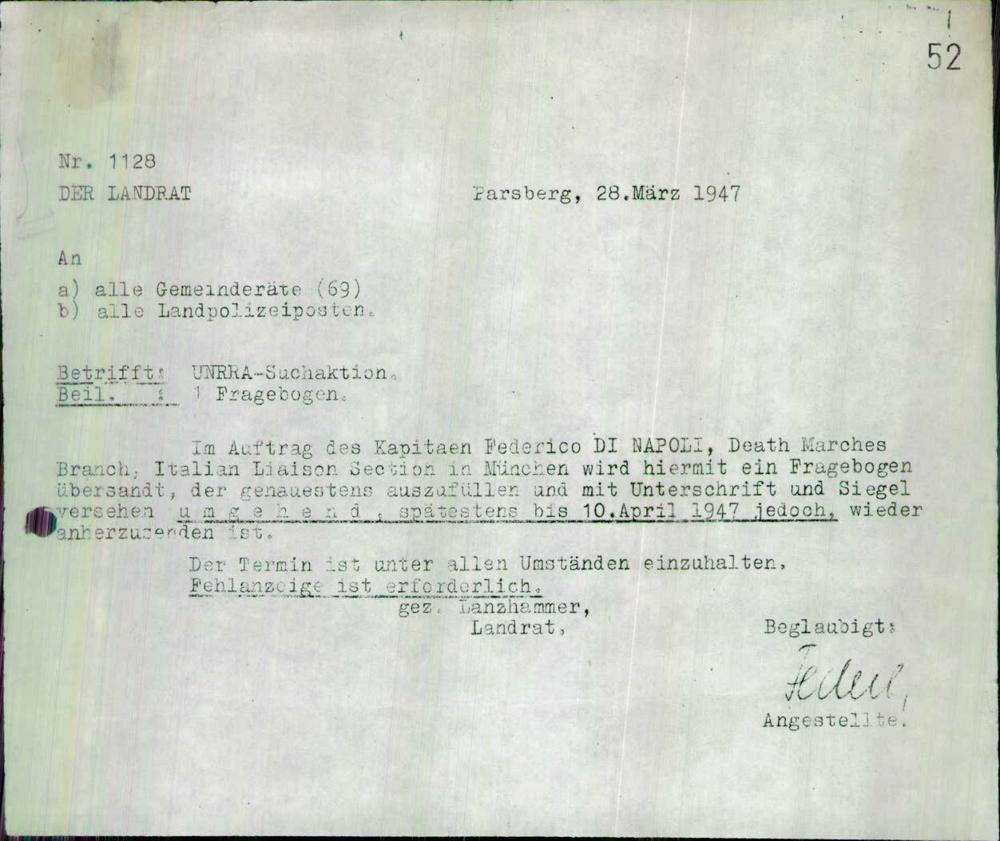 1
52
Nr. 1128
DER LANDRAT Parsberg, 28.März 1947
An
a) alle Gemeinderäte (69)
b) alle Landpolizeiposten.
Betrifft: UNRRA-Suchaktion.
Beil. : 1 Fragebogen.
Im Auftrag des Kapitaen Federico DI NAPOLI, Death Marches
Branch, Italian Liaison Section in München wird hiermit ein Fragebogen
übersandt, der genauestens auszufüllen und mit Unterschrift und Siegel
versehen u m g e h e n d , spätestens bis 10.April 1947 jedoch, wieder
anherzusenden ist.
Der Termin ist unter allen Umständen einzuhalten.
Fehlanzeige ist erforderlich.
gez. Lanzhammer,
Landrat,
Beglaubigt:
Angestellte.